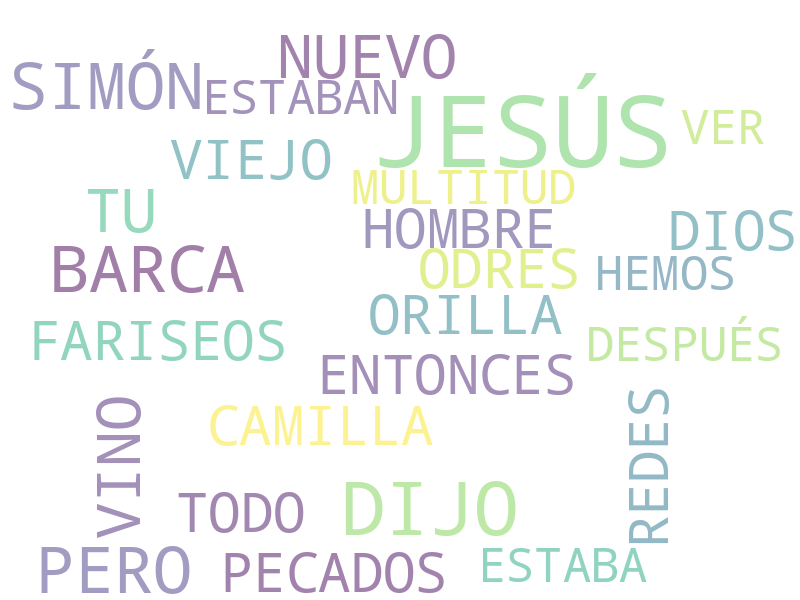 NUEVO
SIMÓN
ESTABAN
JESÚS
VER
VIEJO
MULTITUD
TU
HOMBRE
DIOS
BARCA
ODRES
HEMOS
ORILLA
FARISEOS
DESPUÉS
ENTONCES
VINO
CAMILLA
REDES
TODO
DIJO
PERO
PECADOS
ESTABA